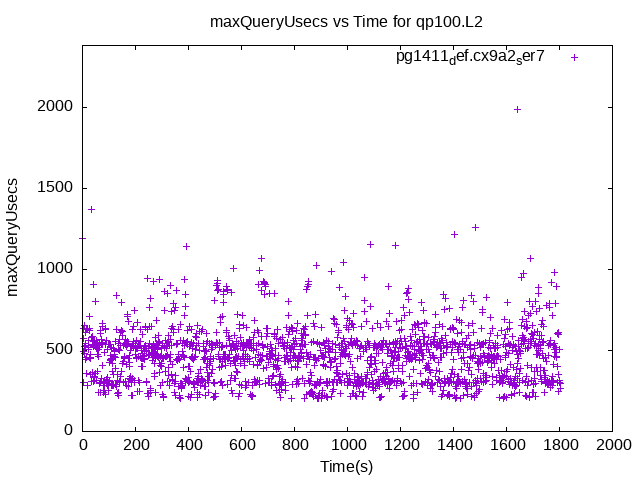 maxQueryUsecs vs Time for qp100.L2
pg1411def.cx9a2ser7
2000
1500
1000
500
0
maxQueryUsecs
0 200 400 600 800 1000 1200 1400 1600 1800 2000
Time(s)